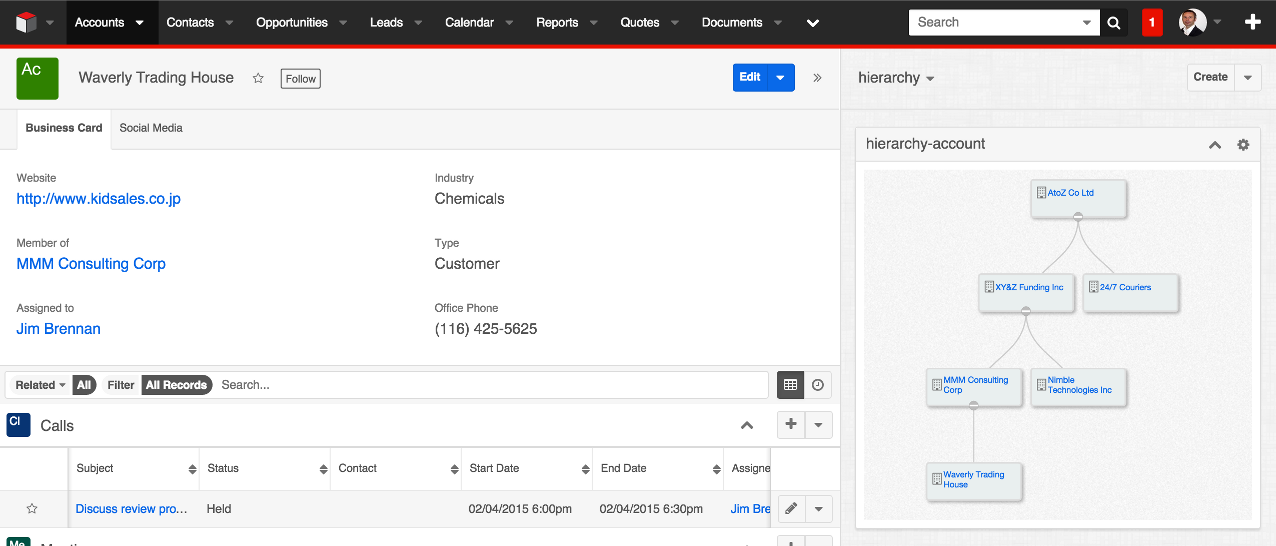 Accounts Contacts Opportunities Leads Calendar Reports Quotes Documents Search 1
Ac Waverly Trading House Follow Edit
Business Card Social Media
Website
http://www.kidsales.co.jp
Industry
Chemicals
Member of
MMM Consulting Corp
Type
Customer
Assigned to
Jim Brennan
Office Phone
(116) 425-5625
Related All Filter All Records Search...
Cl Calls
Subject Status Contact Start Date End Date Assigne
Discuss review pro... Held 02/04/2015 6:00pm 02/04/2015 6:30pm Jim Bre
hierarchy Create
hierarchy-account
AtoZ Co Ltd
XY&Z Funding Inc
24/7 Couriers
MMM Consulting
Corp
Nimble
Technologies Inc
Waverly Trading
House